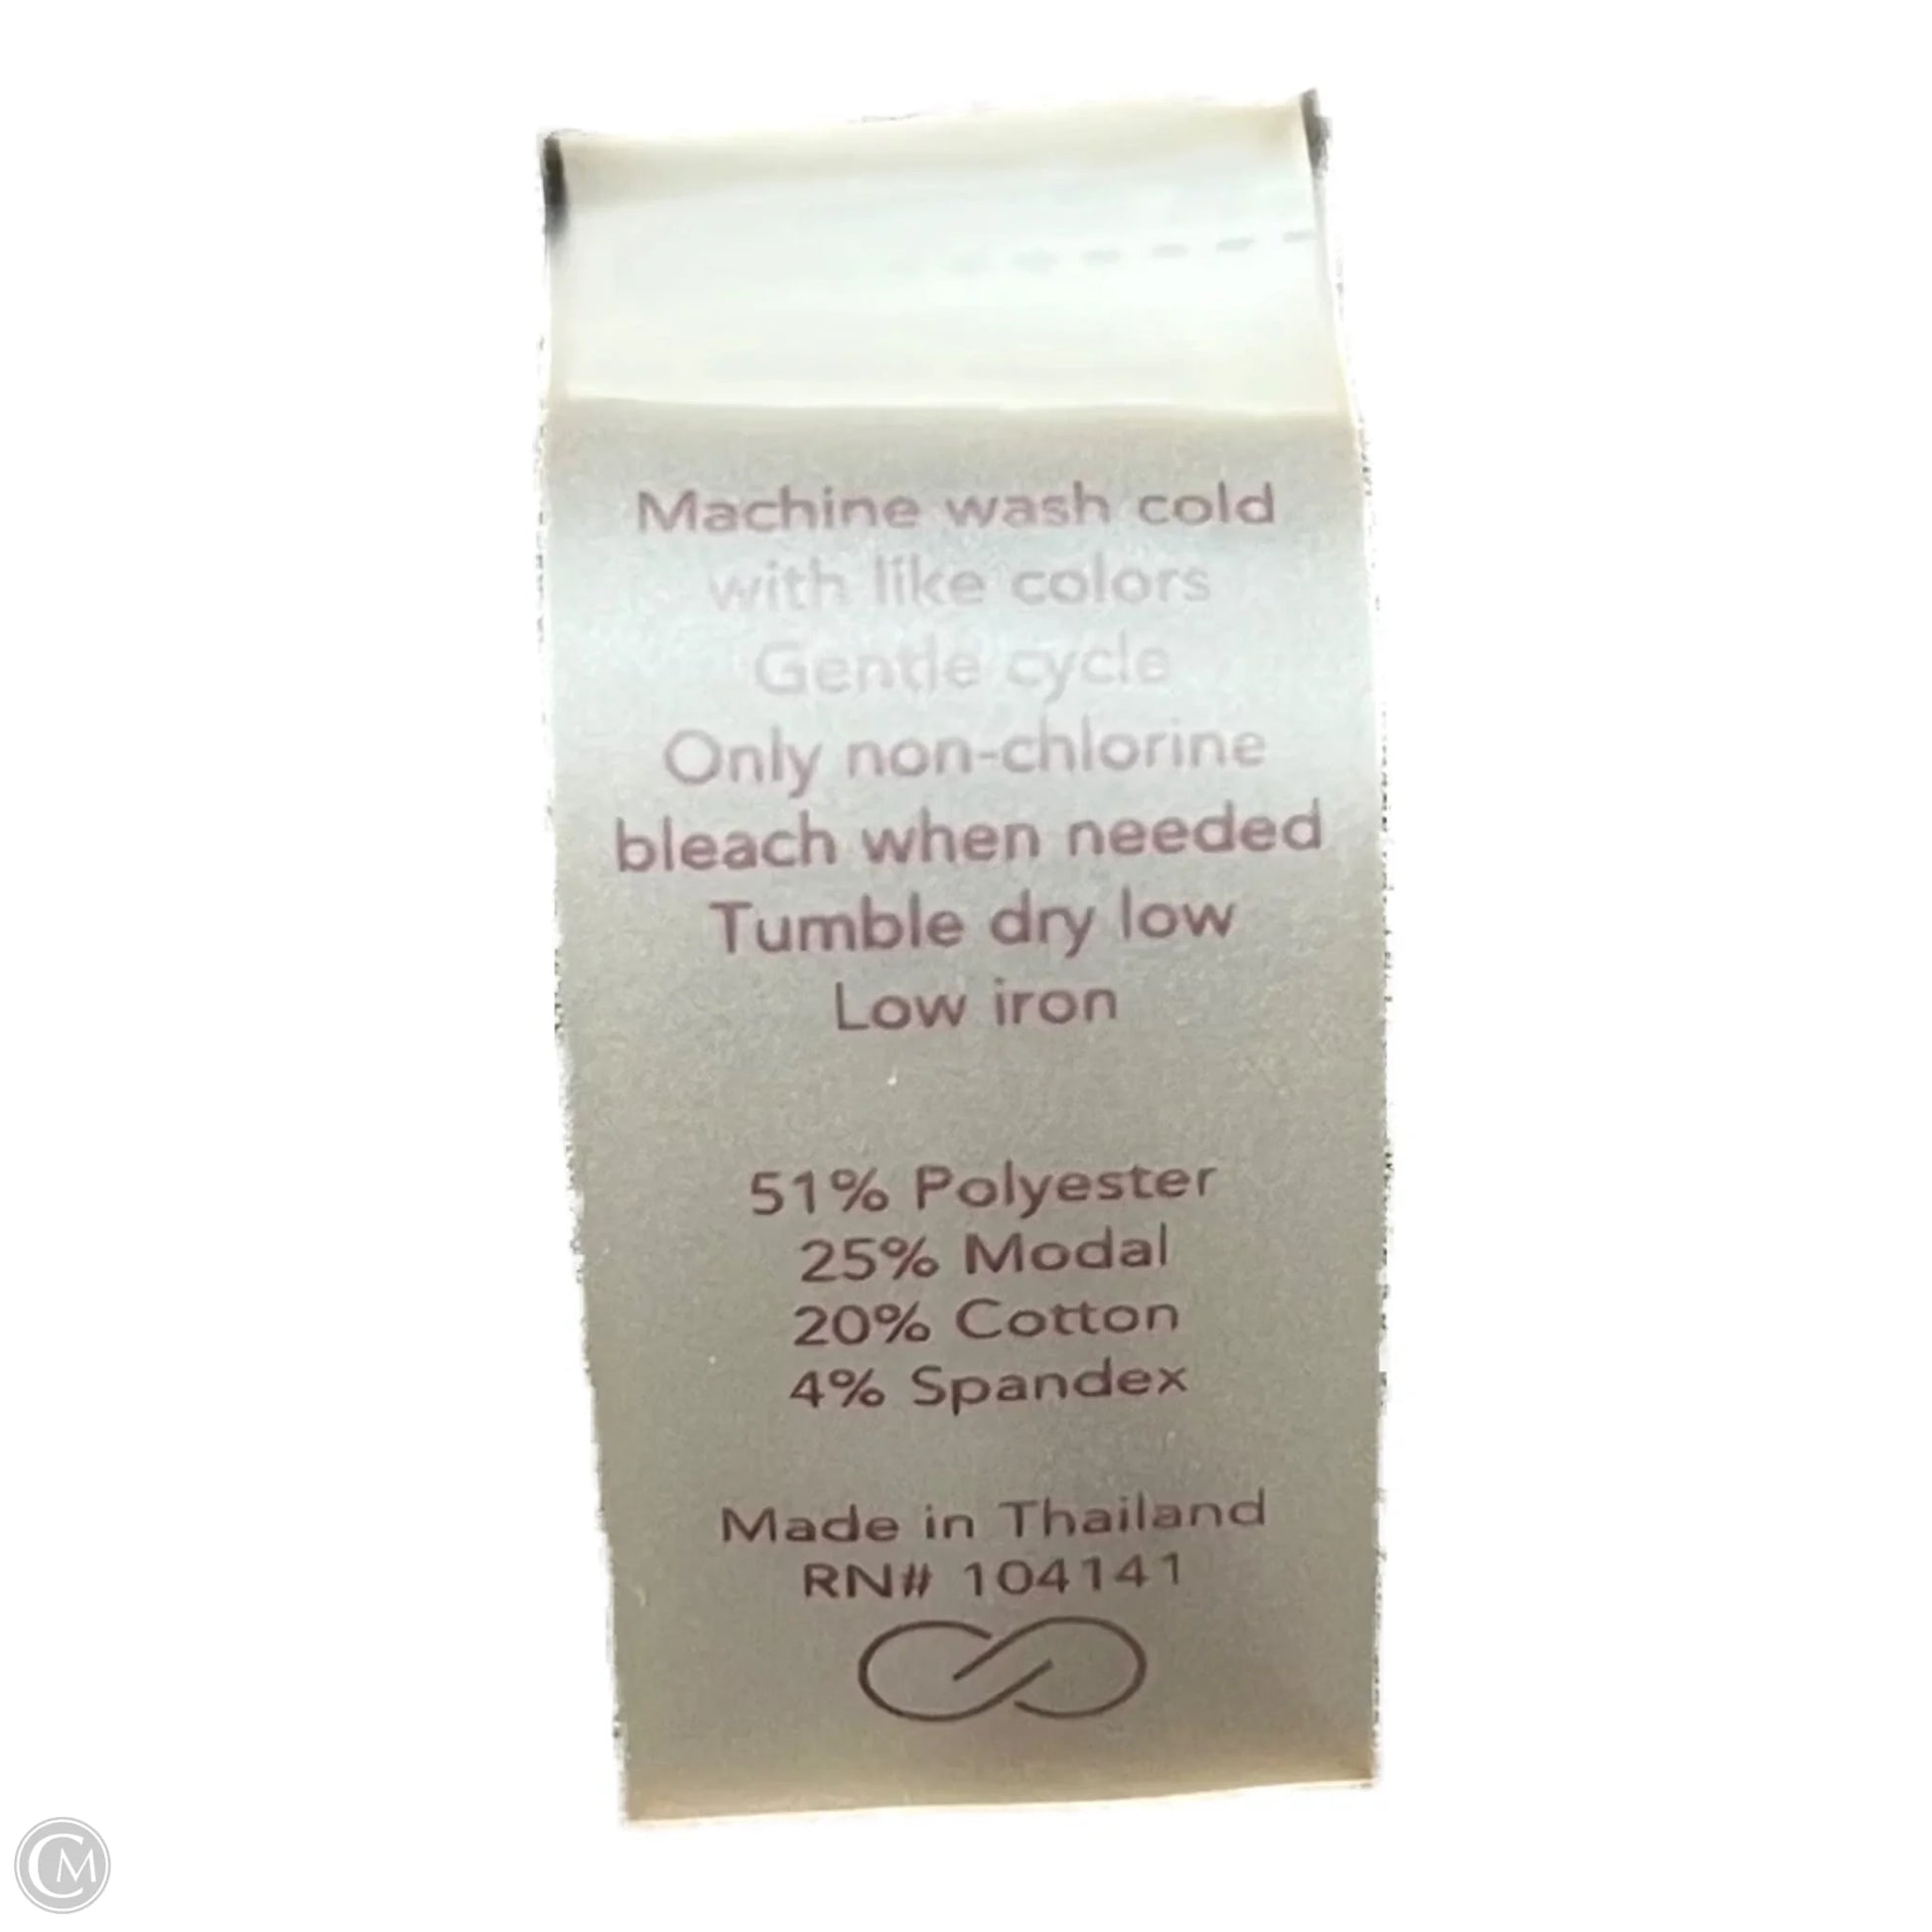 Machine wash cold
with like colors
Gentle cycle
Only non-chlorine
bleach when needed
Tumble dry low
Low iron
51% Polyester
25% Modal
20% Cotton
4% Spandex
Made in Thailand
RN# 104141
CM